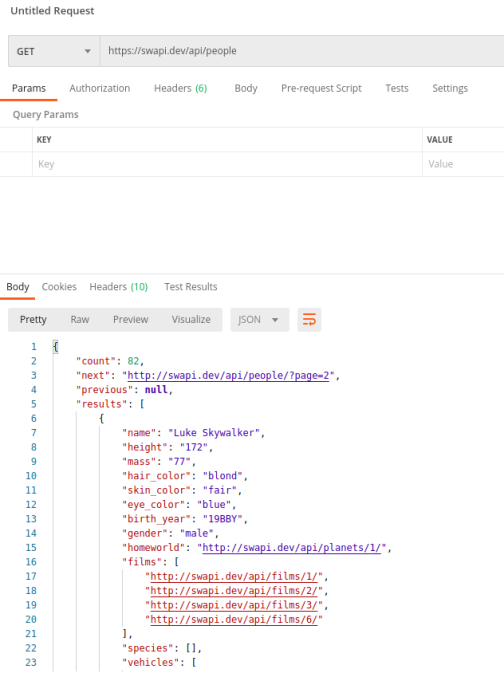 Untitled Request
GET https://swapi.dev/api/people
Params Authorization Headers (6) Body Pre-request Script Tests Settings
Query Params
KEY VALUE
Key Value
Body Cookies Headers (10) Test Results
Pretty Raw Preview Visualize JSON
1 {
2 "count": 82,
3 "next": "http://swapi.dev/api/people/?page=2",
4 "previous": null,
5 "results": [
6 {
7 "name": "Luke Skywalker",
8 "height": "172",
9 "mass": "77",
10 "hair_color": "blond",
11 "skin_color": "fair",
12 "eye_color": "blue",
13 "birth_year": "19BBY",
14 "gender": "male",
15 "homeworld": "http://swapi.dev/api/planets/1/",
16 "films": [
17 "http://swapi.dev/api/films/1/",
18 "http://swapi.dev/api/films/2/",
19 "http://swapi.dev/api/films/3/",
20 "http://swapi.dev/api/films/6/"
21 ],
22 "species": [],
23 "vehicles": [